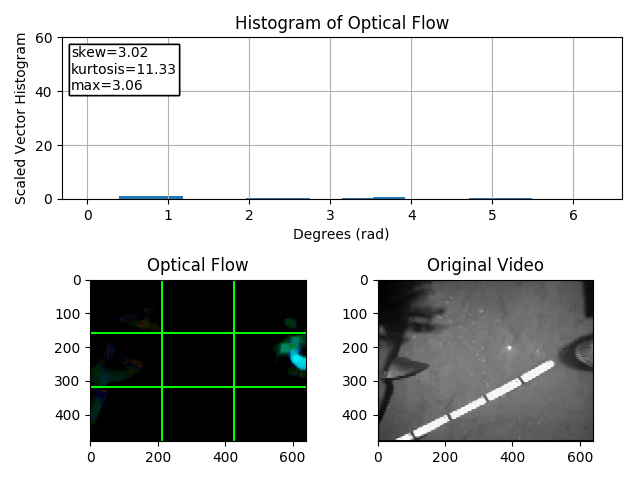 Histogram of Optical Flow
Scaled Vector Histogram
60
40
20
0
skew=3.02
kurtosis=11.33
max=3.06
0 1 2 3 4 5 6
Degrees (rad)
Optical Flow
0
100
200
300
400
0 200 400 600
Original Video
0
100
200
300
400
0 200 400 600